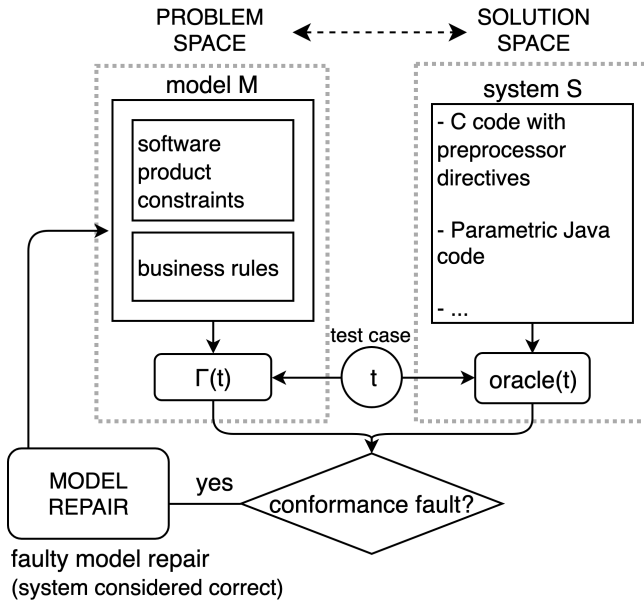 PROBLEM
SPACE
SOLUTION
SPACE
model M
software
product
constraints
business rules
system S
- C code with
preprocessor
directives
- Parametric Java
code
- ...
test case
Γ(t)
t
oracle(t)
MODEL
REPAIR
yes
conformance fault?
faulty model repair
(system considered correct)